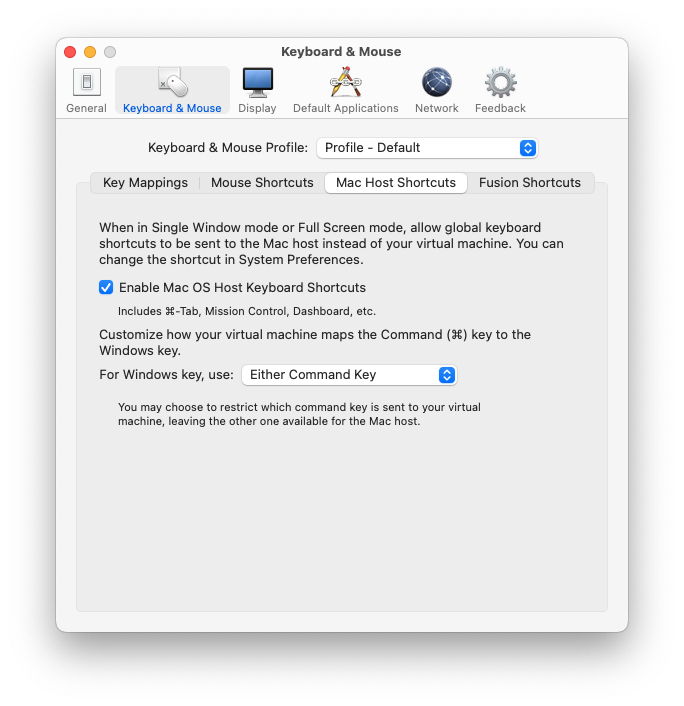 Keyboard & Mouse
General
Keyboard & Mouse
Display
Default Applications
Network
Feedback
Keyboard & Mouse Profile: Profile - Default
Key Mappings
Mouse Shortcuts
Mac Host Shortcuts
Fusion Shortcuts
When in Single Window mode or Full Screen mode, allow global keyboard
shortcuts to be sent to the Mac host instead of your virtual machine. You can
change the shortcut in System Preferences.
Enable Mac OS Host Keyboard Shortcuts
Includes ⌘-Tab, Mission Control, Dashboard, etc.
Customize how your virtual machine maps the Command (⌘) key to the
Windows key.
For Windows key, use: Either Command Key
You may choose to restrict which command key is sent to your virtual
machine, leaving the other one available for the Mac host.